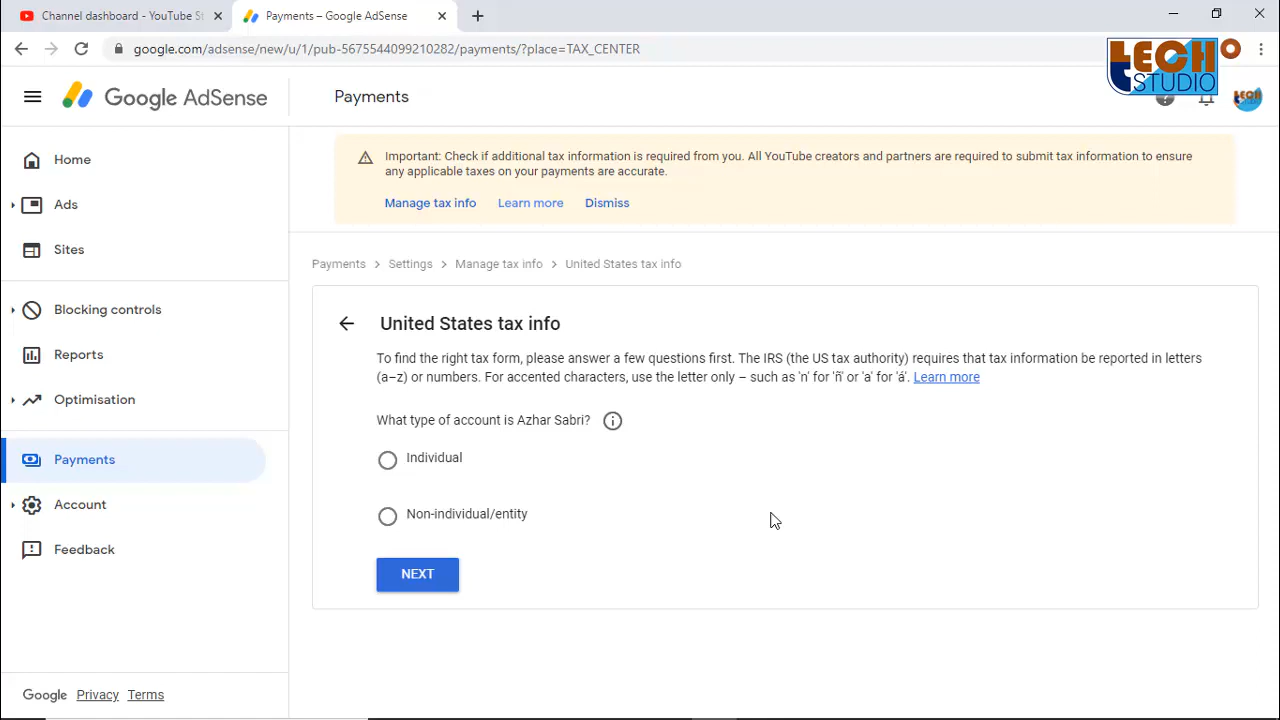 Channel dashboard - YouTube St
Payments – Google AdSense
google.com/adsense/new/u/1/pub-5675544099210282/payments/?place=TAX_CENTER
TECH
STUDIO
Google AdSense
Payments
TECH
Home
Ads
Sites
Blocking controls
Reports
Optimisation
Payments
Account
Feedback
Google Privacy Terms
Important: Check if additional tax information is required from you. All YouTube creators and partners are required to submit tax information to ensure
any applicable taxes on your payments are accurate.
Manage tax info Learn more Dismiss
Payments > Settings > Manage tax info > United States tax info
United States tax info
To find the right tax form, please answer a few questions first. The IRS (the US tax authority) requires that tax information be reported in letters
(a–z) or numbers. For accented characters, use the letter only – such as 'n' for 'ñ' or 'a' for 'á'. Learn more
What type of account is Azhar Sabri?
Individual
Non-individual/entity
NEXT